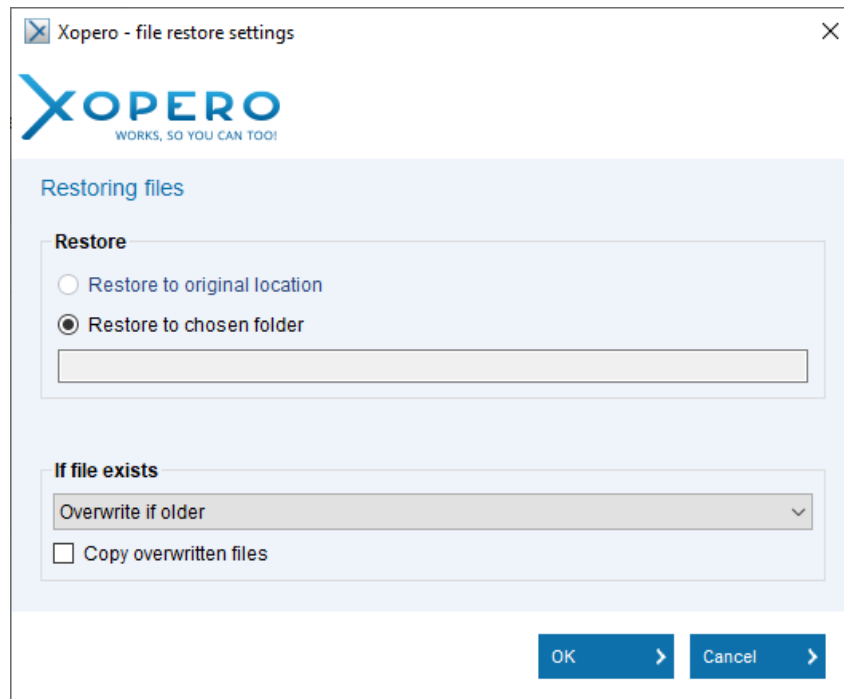 Xopero - file restore settings
XOPERO
WORKS, SO YOU CAN TOO!
Restoring files
Restore
Restore to original location
Restore to chosen folder
If file exists
Overwrite if older
Copy overwritten files
OK
Cancel